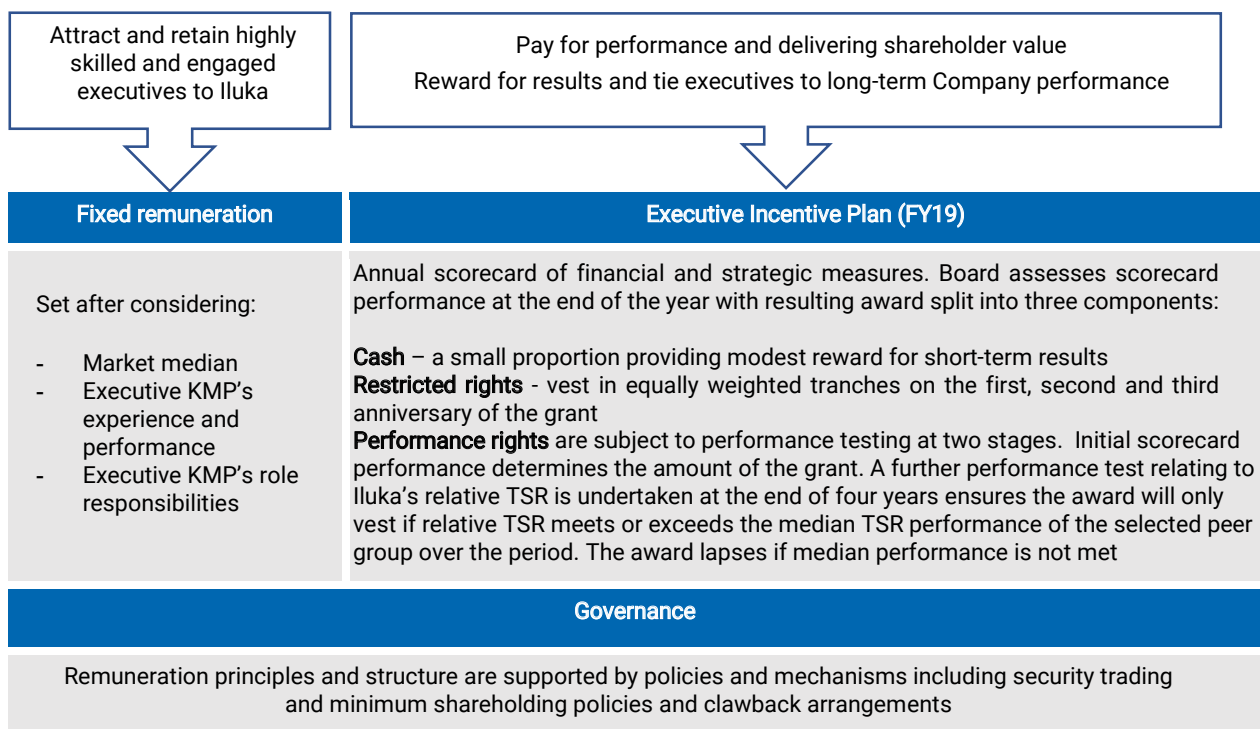 Attract and retain highly
skilled and engaged
executives to Iluka
Pay for performance and delivering shareholder value
Reward for results and tie executives to long-term Company performance
Fixed remuneration
Executive Incentive Plan (FY19)
Set after considering:
- Market median
- Executive KMP's
experience and
performance
- Executive KMP's role
responsibilities
Annual scorecard of financial and strategic measures. Board assesses scorecard
performance at the end of the year with resulting award split into three components:
Cash – a small proportion providing modest reward for short-term results
Restricted rights - vest in equally weighted tranches on the first, second and third
anniversary of the grant
Performance rights are subject to performance testing at two stages. Initial scorecard
performance determines the amount of the grant. A further performance test relating to
Iluka's relative TSR is undertaken at the end of four years ensures the award will only
vest if relative TSR meets or exceeds the median TSR performance of the selected peer
group over the period. The award lapses if median performance is not met
Governance
Remuneration principles and structure are supported by policies and mechanisms including security trading
and minimum shareholding policies and clawback arrangements